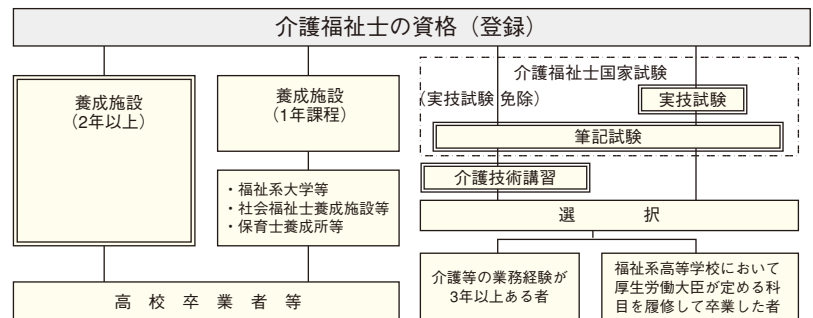 介護福祉士の資格（登録）
養成施設
（2年以上）
養成施設
（1年課程）
・福祉系大学等
・社会福祉士養成施設等
・保育士養成所等
高校卒業者等
介護福祉士国家試験
（実技試験 免除）
実技試験
筆記試験
介護技術講習
選択
介護等の業務経験が
3年以上ある者
福祉系高等学校において
厚生労働大臣が定める科
目を履修して卒業した者